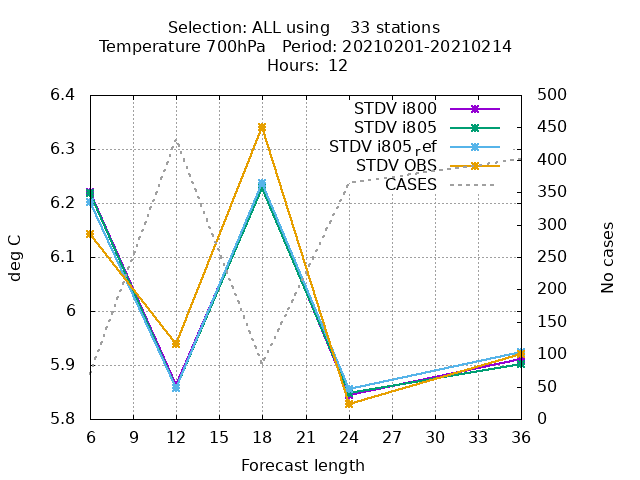 Selection: ALL using 33 stations
Temperature 700hPa Period: 20210201-20210214
Hours: 12
6.4
6.3
6.2
6.1
6
5.9
5.8
deg C
500
450
400
350
300
250
200
150
100
50
0
No cases
STDV i800
STDV i805
STDV i805ref
STDV OBS
CASES
6 9 12 15 18 21 24 27 30 33 36
Forecast length